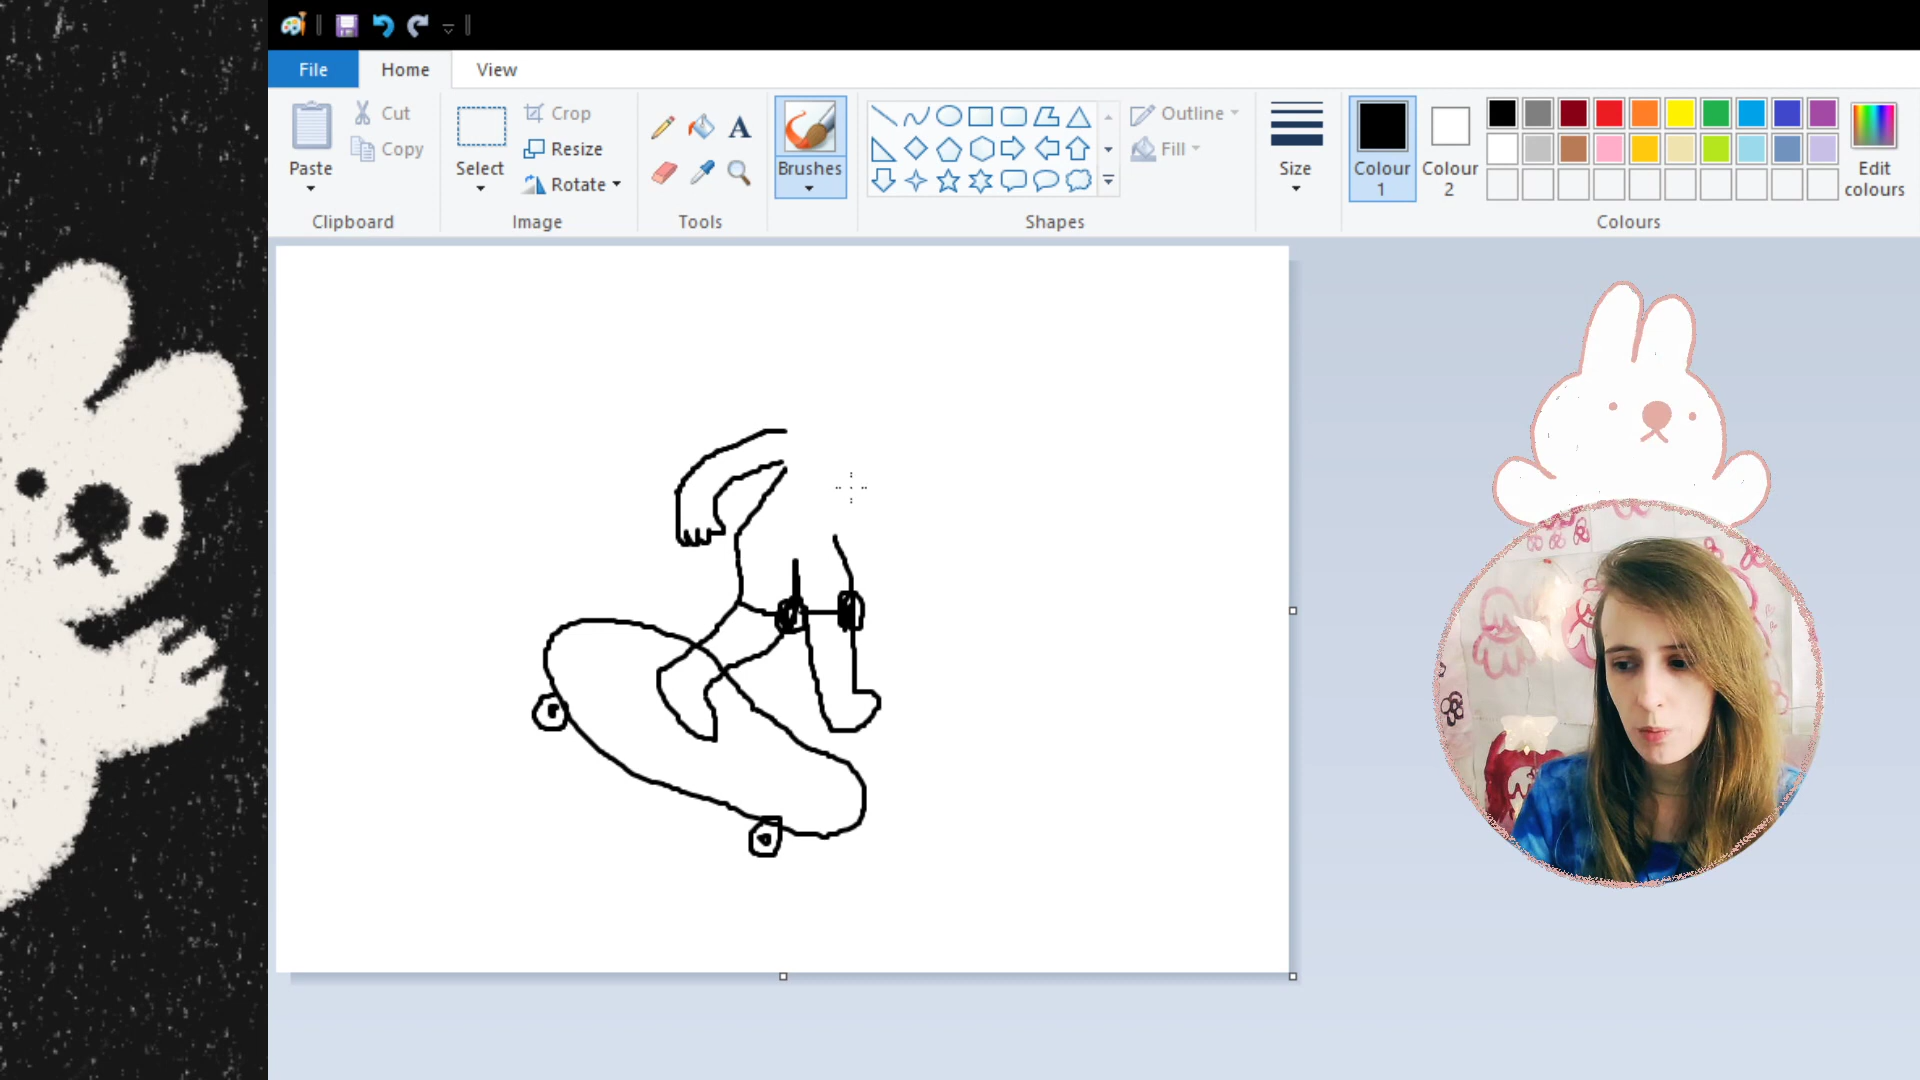 File Home View
Paste Cut Copy
Select Crop Resize Rotate
Brushes
Outline Fill
Size
Colour 1 Colour 2
Edit colours
Clipboard Image Tools Shapes Colours